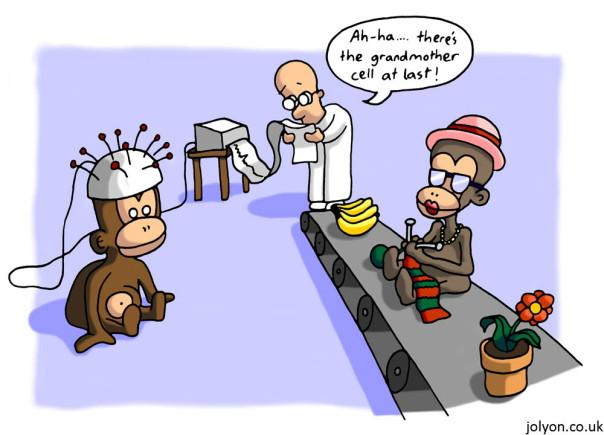 Ah-ha.... there's
the grandmother
cell at last!
jolyon.co.uk